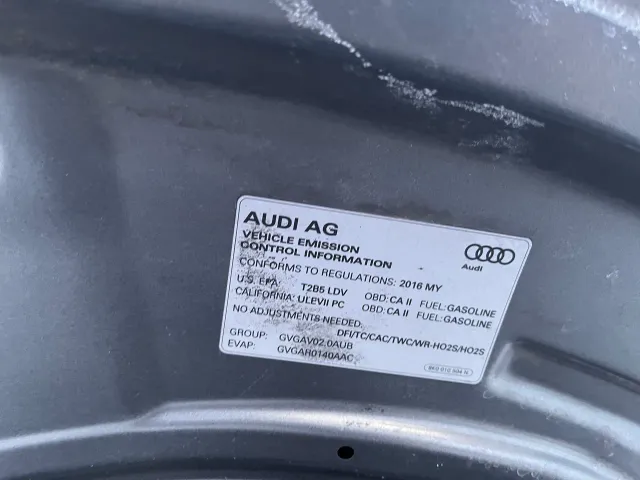 AUDI AG
VEHICLE EMISSION
CONTROL INFORMATION
Audi
CONFORMS TO REGULATIONS: 2016 MY
U.S. EPA: T2B5 LDV OBD: CA II FUEL: GASOLINE
CALIFORNIA: ULEVII PC OBD: CA II FUEL: GASOLINE
NO ADJUSTMENTS NEEDED.
DFI/TC/CAC/TWC/WR-HO2S/HO2S
GROUP: GVGAV02.0AUB
EVAP: GVGAR0140AAC